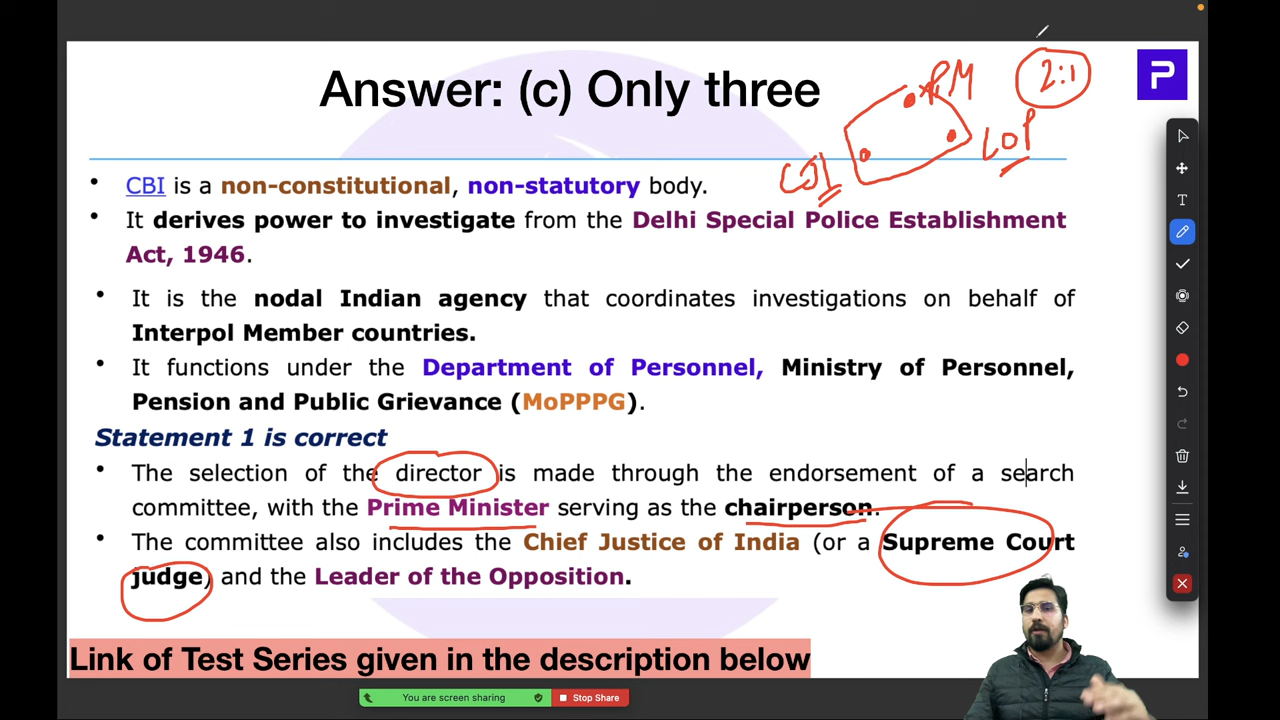 Answer: (c) Only three
PM
2:1
LOP
CJI
P
• CBI is a non-constitutional, non-statutory body.
• It derives power to investigate from the Delhi Special Police Establishment
Act, 1946.
• It is the nodal Indian agency that coordinates investigations on behalf of
Interpol Member countries.
• It functions under the Department of Personnel, Ministry of Personnel,
Pension and Public Grievance (MoPPPG).
Statement 1 is correct
• The selection of the director is made through the endorsement of a search
committee, with the Prime Minister serving as the chairperson.
• The committee also includes the Chief Justice of India (or a Supreme Court
judge) and the Leader of the Opposition.
Link of Test Series given in the description below
You are screen sharing
Stop Share
T